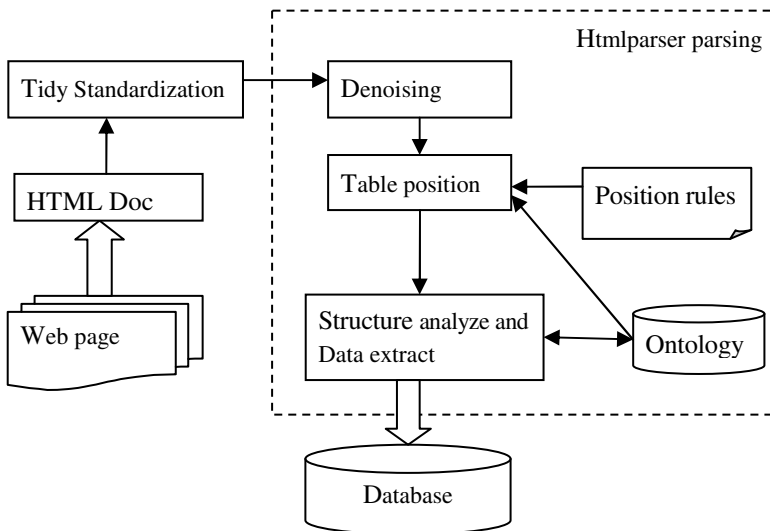 Htmlparser parsing
Tidy Standardization
Denoising
HTML Doc
Table position
Position rules
Web page
Structure analyze and
Data extract
Ontology
Database